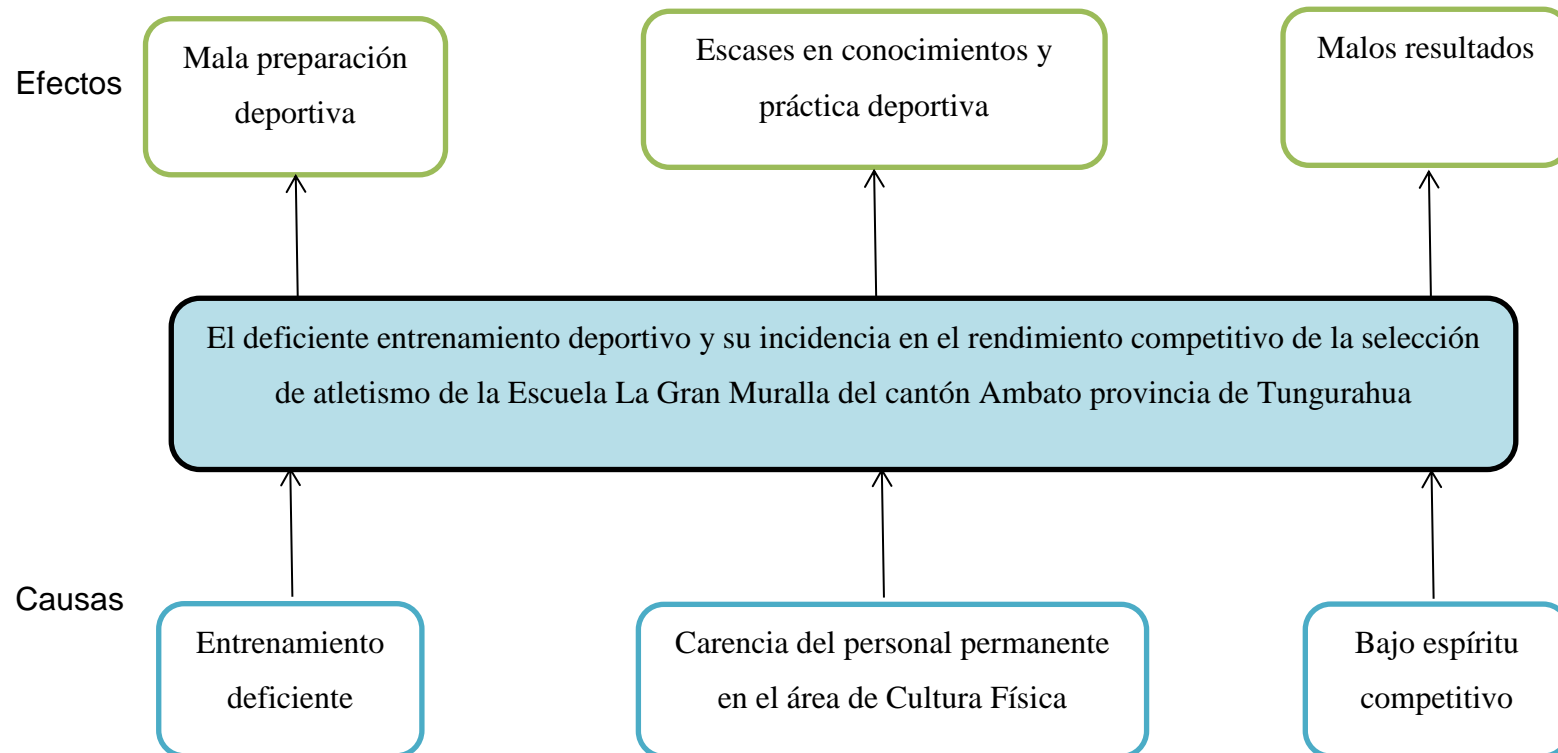 Efectos
Mala preparación
deportiva
Escases en conocimientos y
práctica deportiva
Malos resultados
El deficiente entrenamiento deportivo y su incidencia en el rendimiento competitivo de la selección
de atletismo de la Escuela La Gran Muralla del cantón Ambato provincia de Tungurahua
Causas
Entrenamiento
deficiente
Carencia del personal permanente
en el área de Cultura Física
Bajo espíritu
competitivo